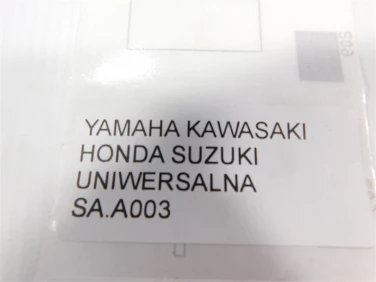 YAMAHA KAWASAKI
HONDA SUZUKI
UNIWERSALNA
SA.A003